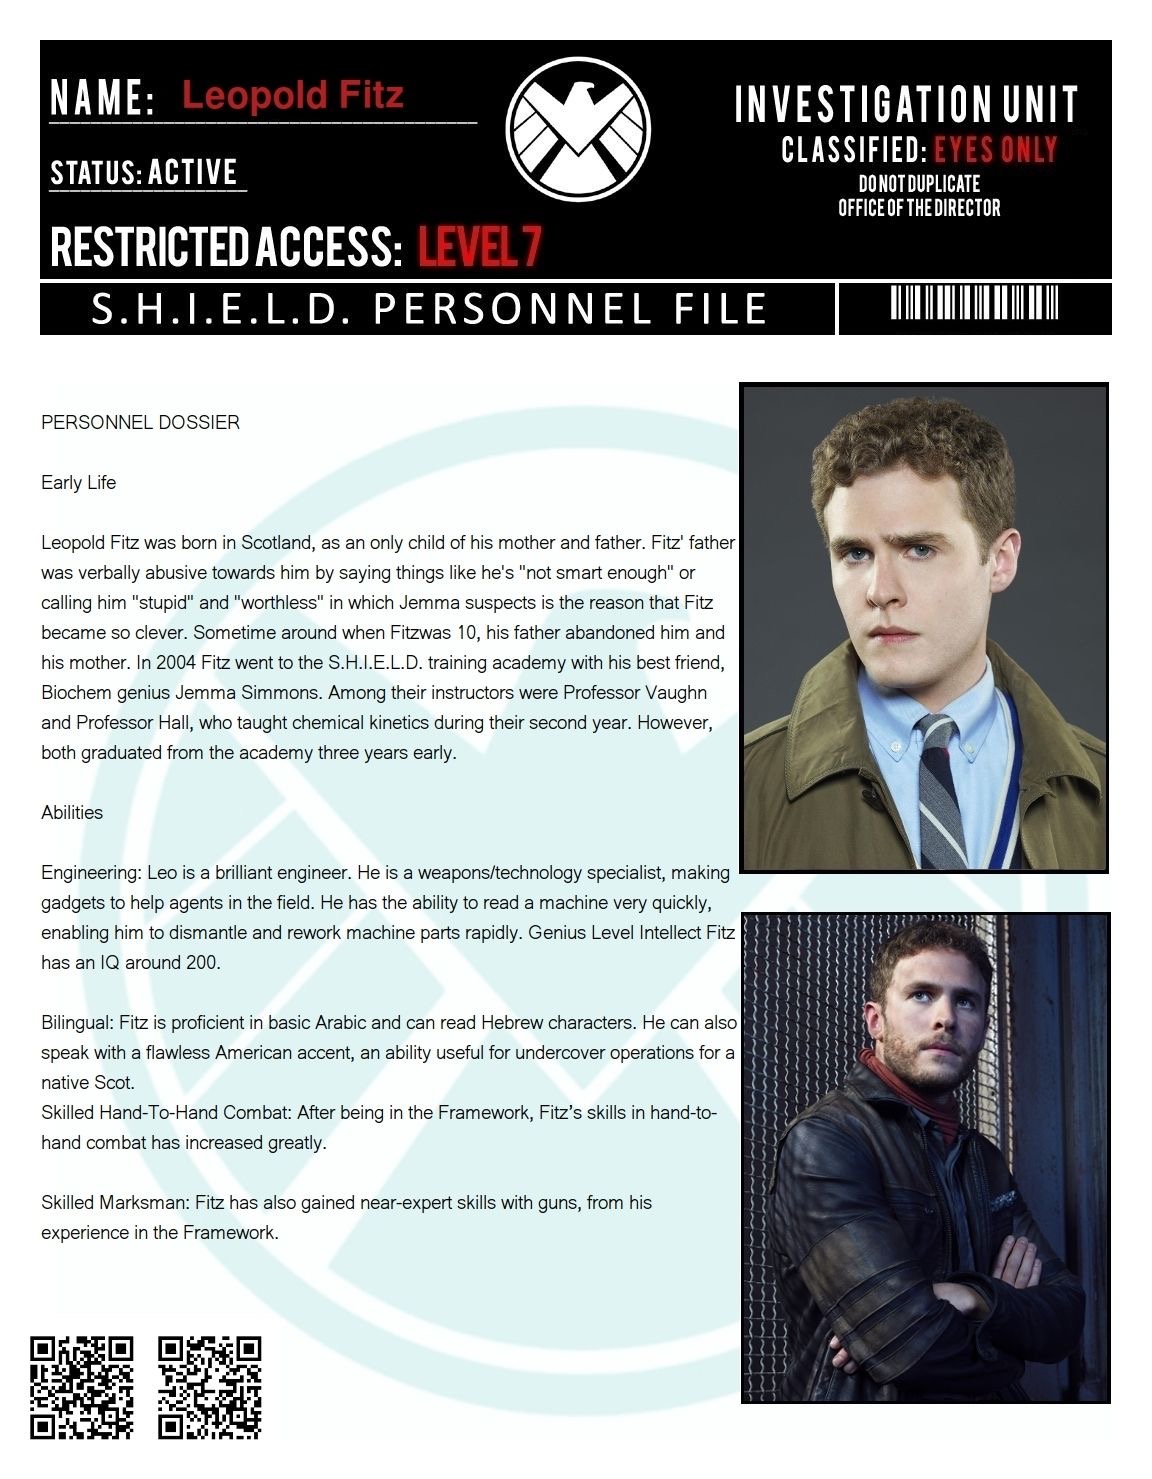 NAME: Leopold Fitz
STATUS: ACTIVE
RESTRICTED ACCESS: LEVEL 7
INVESTIGATION UNIT
CLASSIFIED: EYES ONLY
DO NOT DUPLICATE
OFFICE OF THE DIRECTOR
S.H.I.E.L.D. PERSONNEL FILE
PERSONNEL DOSSIER
Early Life
Leopold Fitz was born in Scotland, as an only child of his mother and father. Fitz' father
was verbally abusive towards him by saying things like he's "not smart enough" or
calling him "stupid" and "worthless" in which Jemma suspects is the reason that Fitz
became so clever. Sometime around when Fitzwas 10, his father abandoned him and
his mother. In 2004 Fitz went to the S.H.I.E.L.D. training academy with his best friend,
Biochem genius Jemma Simmons. Among their instructors were Professor Vaughn
and Professor Hall, who taught chemical kinetics during their second year. However,
both graduated from the academy three years early.
Abilities
Engineering: Leo is a brilliant engineer. He is a weapons/technology specialist, making
gadgets to help agents in the field. He has the ability to read a machine very quickly,
enabling him to dismantle and rework machine parts rapidly. Genius Level Intellect Fitz
has an IQ around 200.
Bilingual: Fitz is proficient in basic Arabic and can read Hebrew characters. He can also
speak with a flawless American accent, an ability useful for undercover operations for a
native Scot.
Skilled Hand-To-Hand Combat: After being in the Framework, Fitz’s skills in hand-to-
hand combat has increased greatly.
Skilled Marksman: Fitz has also gained near-expert skills with guns, from his
experience in the Framework.